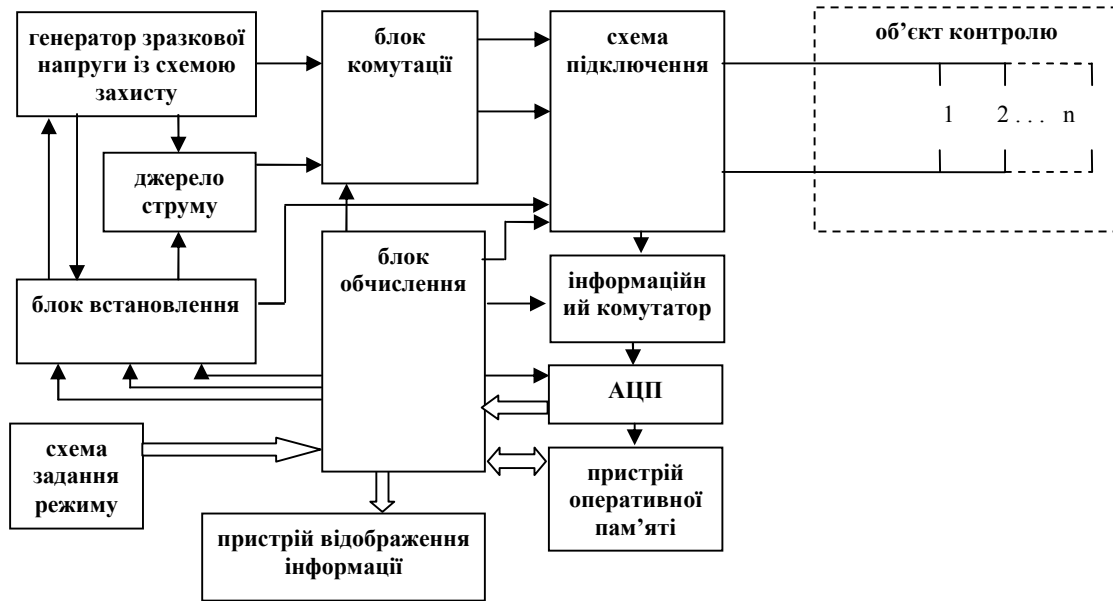 генератор зразкової
напруги із схемою
захисту
блок
комутації
схема
підключення
об’єкт контролю
1 2 . . . n
джерело
струму
блок встановлення
блок
обчислення
інформаційн
ий комутатор
АЦП
схема
задання
режиму
пристрій
оперативної
пам’яті
пристрій відображення
інформації